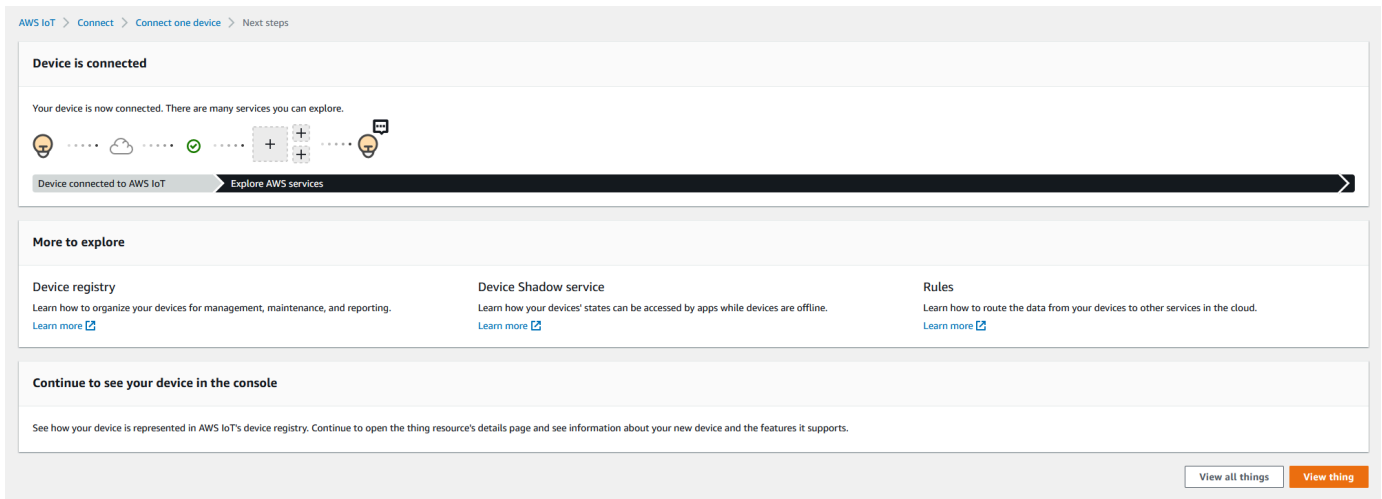 AWS IoT > Connect > Connect one device > Next steps
Device is connected
Your device is now connected. There are many services you can explore.
Device connected to AWS IoT
Explore AWS services
More to explore
Device registry
Learn how to organize your devices for management, maintenance, and reporting.
Learn more
Device Shadow service
Learn how your devices' states can be accessed by apps while devices are offline.
Learn more
Rules
Learn how to route the data from your devices to other services in the cloud.
Learn more
Continue to see your device in the console
See how your device is represented in AWS IoT's device registry. Continue to open the thing resource's details page and see information about your new device and the features it supports.
View all things
View thing